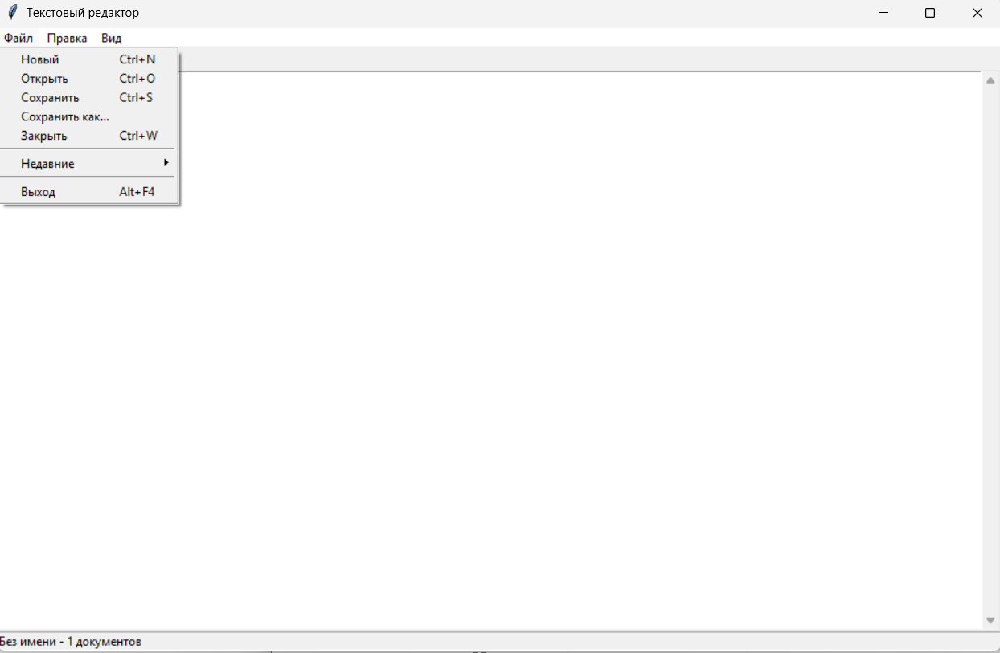 Текстовый редактор
Файл Правка Вид
Новый Ctrl+N
Открыть Ctrl+O
Сохранить Ctrl+S
Сохранить как...
Закрыть Ctrl+W
Недавние
Выход Alt+F4
Без имени - 1 документов